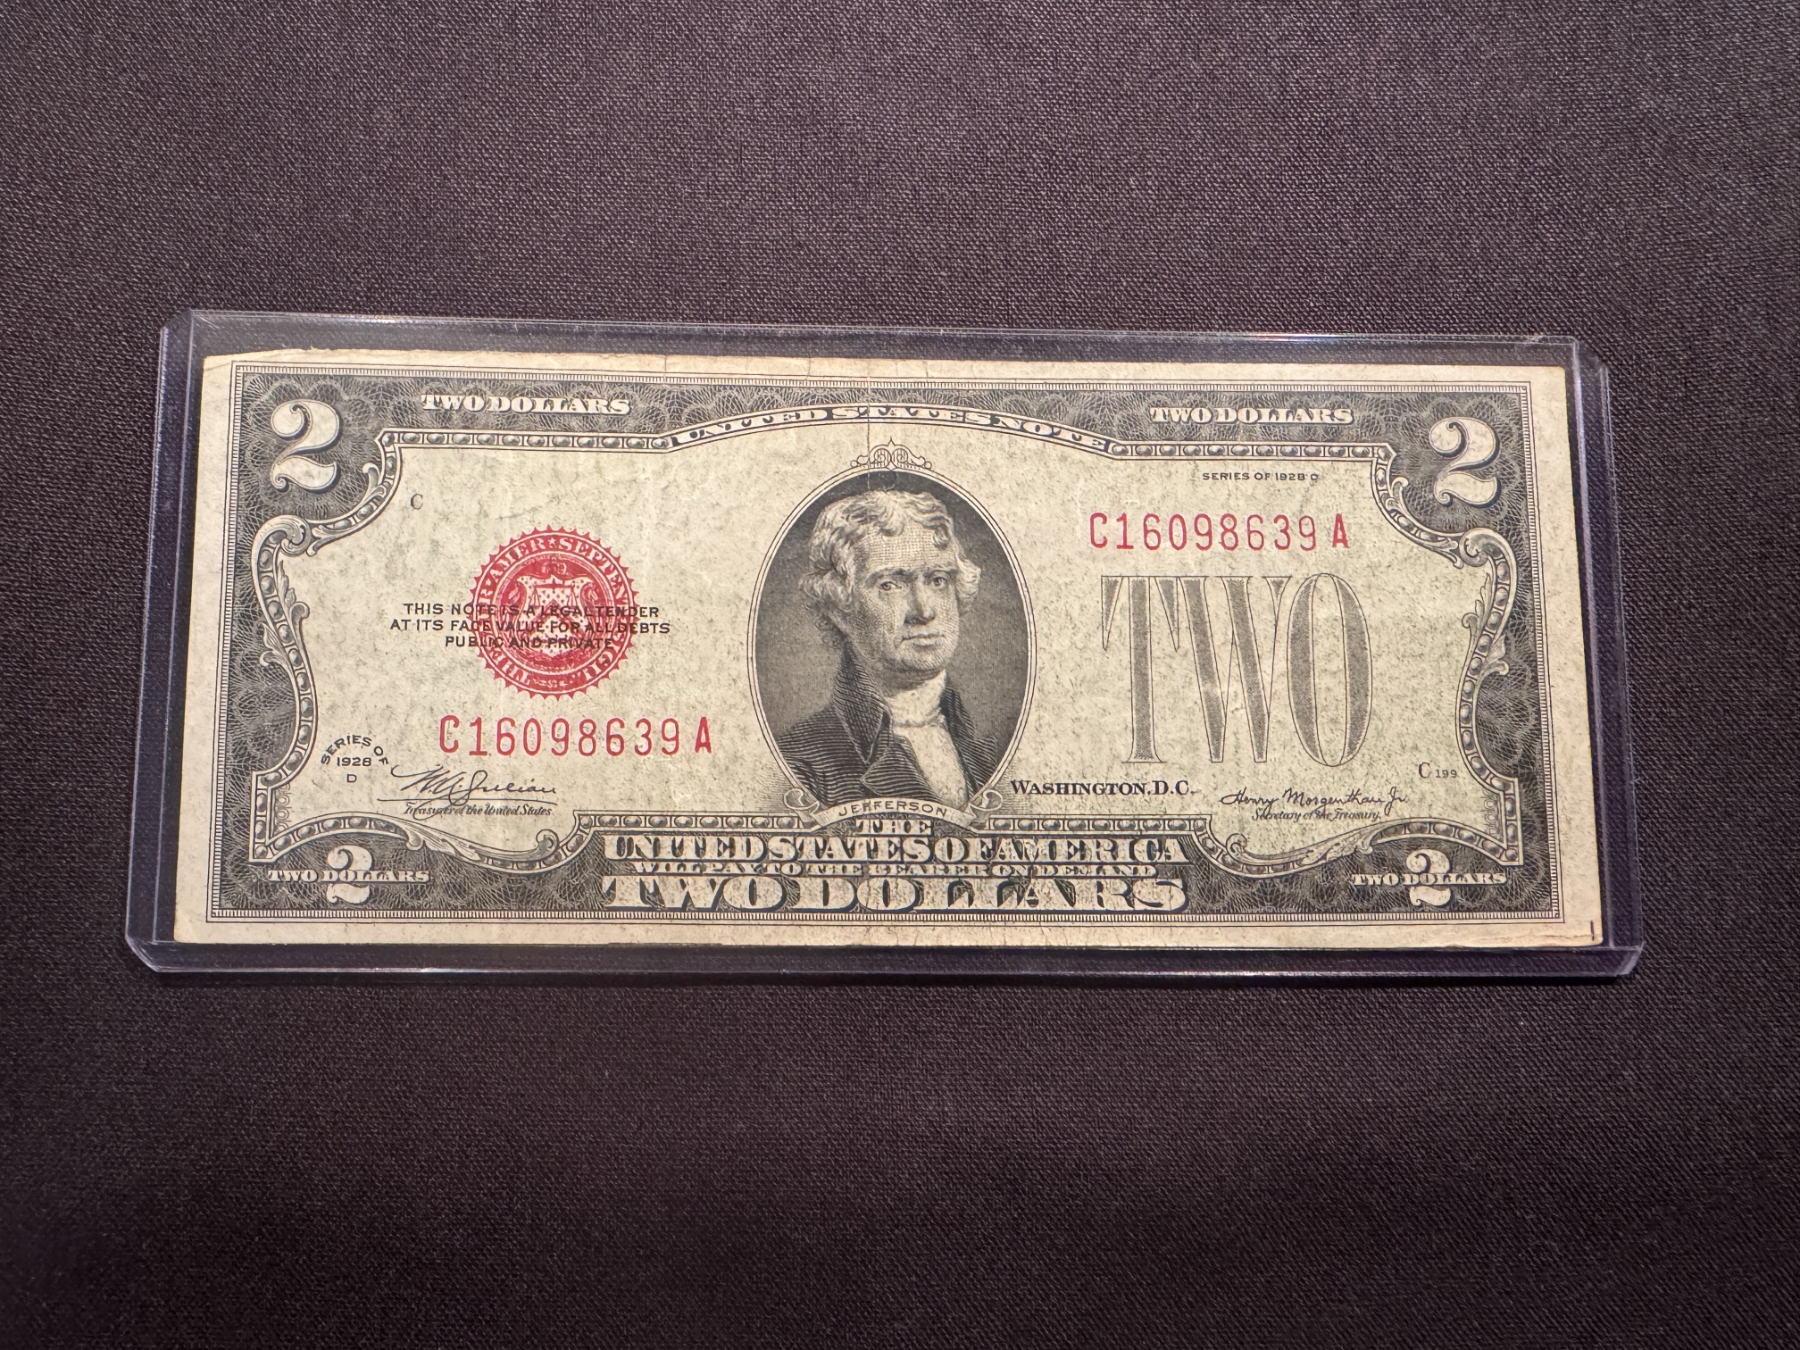 2
TWO DOLLARS
UNITED STATES NOTE
TWO DOLLARS
2
SERIES OF 1928 D
C
C16098639A
THIS NOTE IS A LEGAL TENDER
AT ITS FACE VALUE FOR ALL DEBTS
PUBLIC AND PRIVATE
TWO
C16098639A
SERIES OF
1928
D
Treasurer of the United States
JEFFERSON
WASHINGTON, D.C.
C 199
Henry Morgenthau Jr.
Secretary of the Treasury.
THE
UNITED STATES OF AMERICA
WILL PAY TO THE BEARER ON DEMAND
TWO DOLLARS
2
TWO DOLLARS
2
TWO DOLLARS